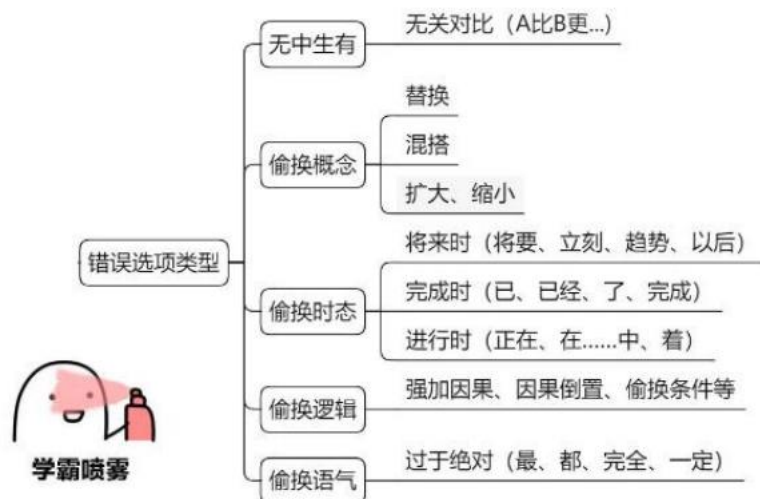 错误选项类型
无中生有
无关对比（A比B更...）
偷换概念
替换
混搭
扩大、缩小
偷换时态
将来时（将要、立刻、趋势、以后）
完成时（已、已经、了、完成）
进行时（正在、在......中、着）
偷换逻辑
强加因果、因果倒置、偷换条件等
偷换语气
过于绝对（最、都、完全、一定）
学霸喷雾